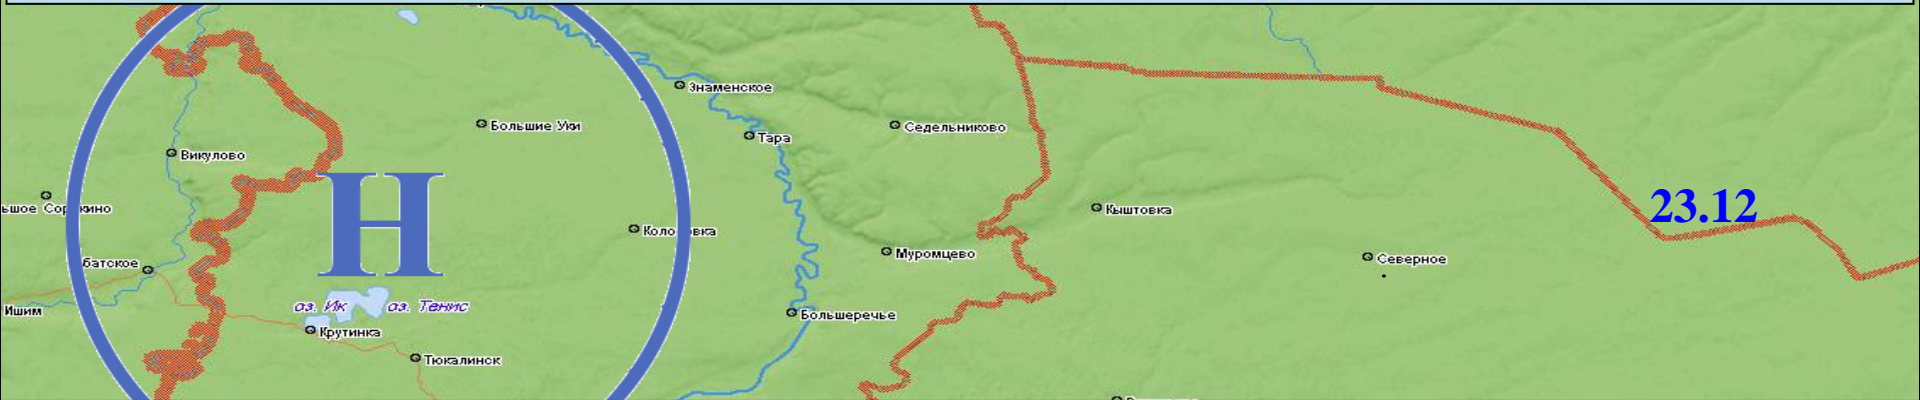 Знаменское
Большие Уки
Седельниково
Тара
Викулово
23.12
Н
Кыштовка
Муромцево
батское
Северное
оз. Ик
оз. Тенис
Ишим
Большеречье
Крутинка
Тюкалинск